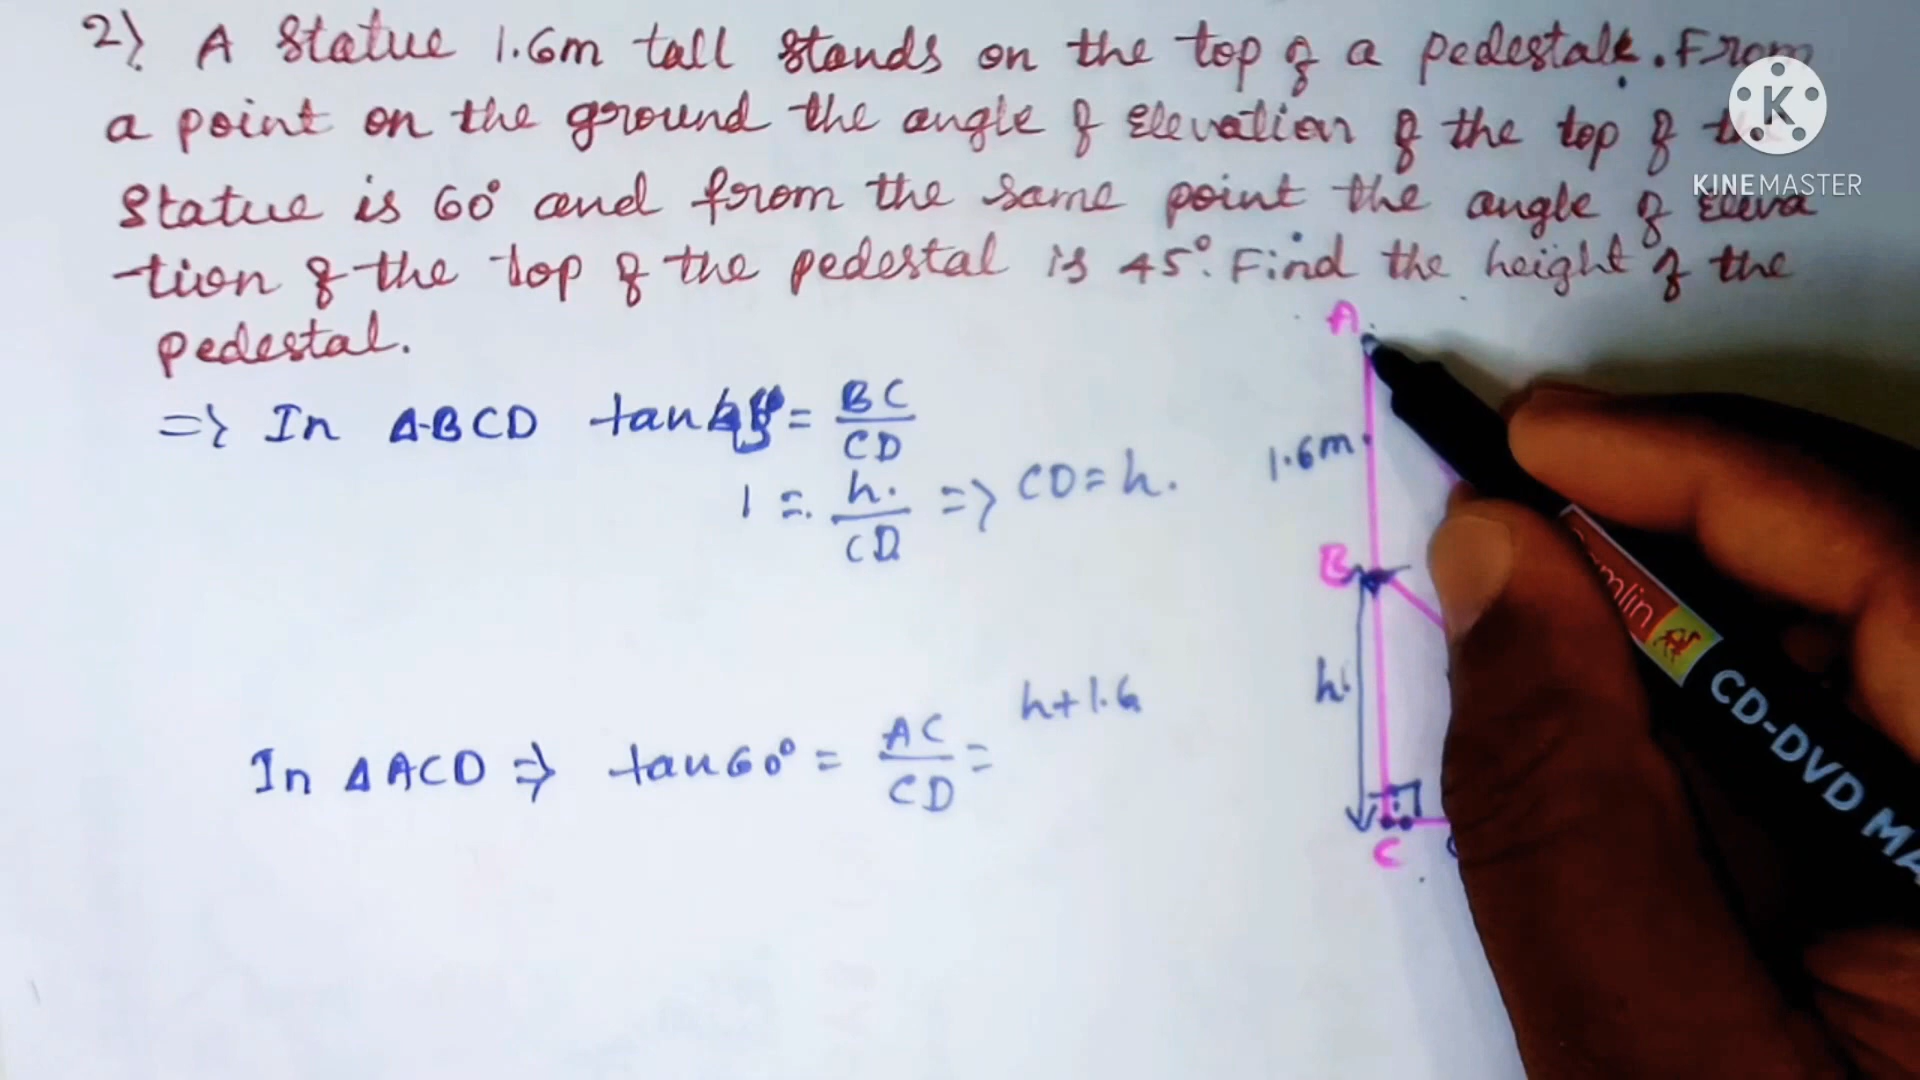 2) A Statue 1.6m tall stands on the top of a pedestal. From
a point on the ground the angle of Elevation of the top of the
Statue is 60° and from the same point the angle of Eleva
-tion of the top of the pedestal is 45°. Find the height of the
pedestal.
=> In ΔBCD tan45° = BC/CD
1 = h/CD => CD = h.
In ΔACD => tan60° = AC/CD = h+1.6
A
1.6m
B
h
C
K
KINEMASTER
CD-DVD MA
mlin